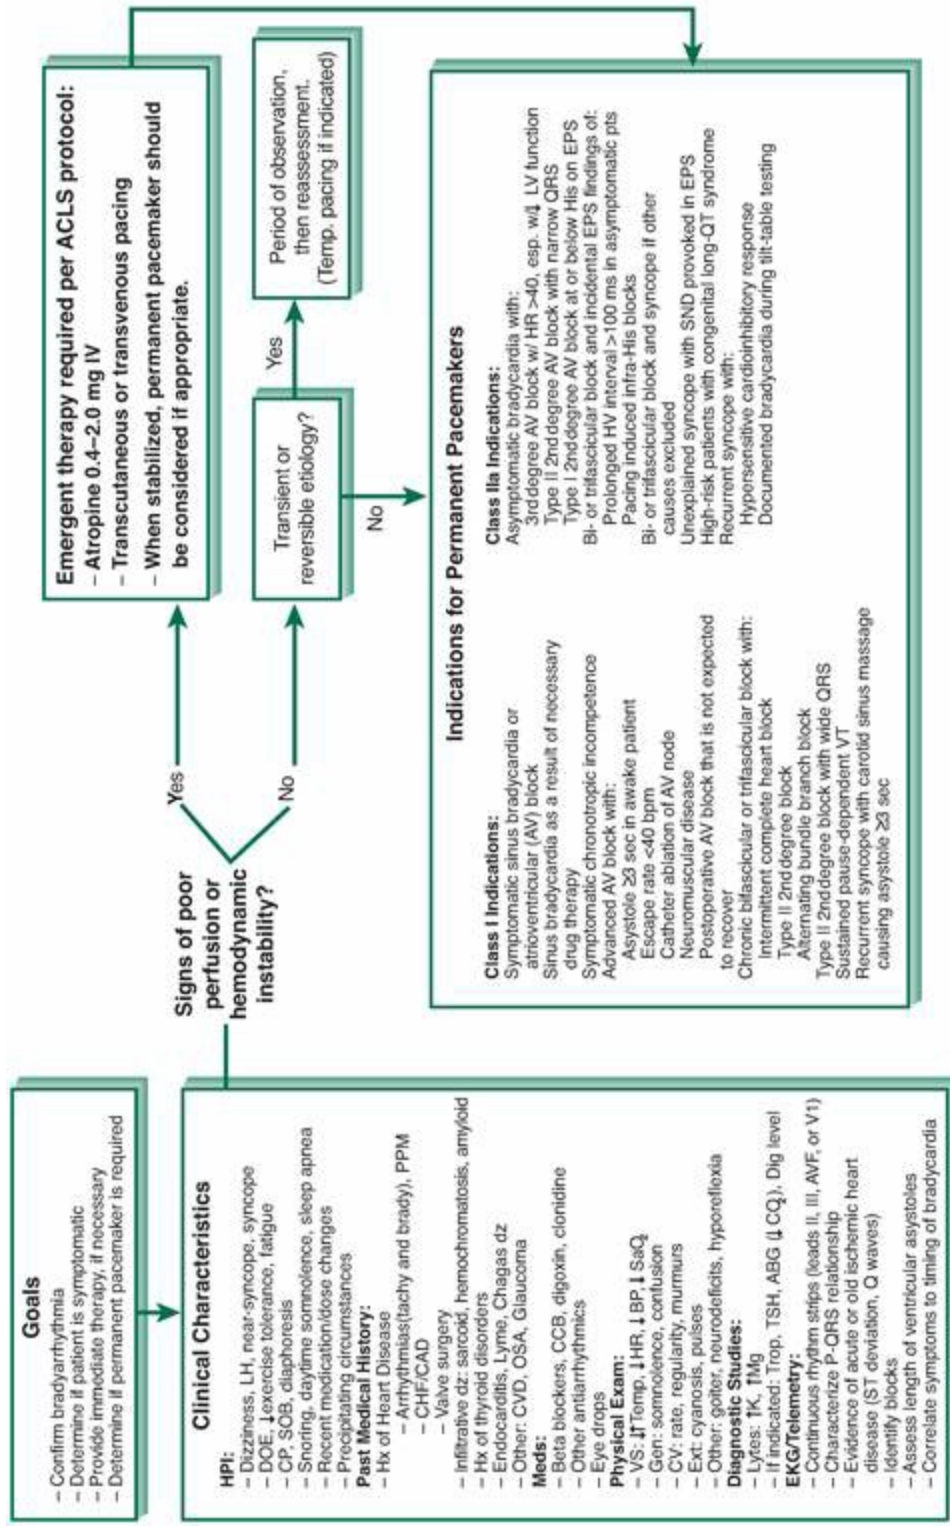 Goals
– Confirm bradyarrhythmia
– Determine if patient is symptomatic
– Provide immediate therapy, if necessary
– Determine if permanent pacemaker is required
Clinical Characteristics
HPI:
– Dizziness, LH, near-syncope, syncope
– DOE, ↓exercise tolerance, fatigue
– CP, SOB, diaphoresis
– Snoring, daytime somnolence, sleep apnea
– Recent medication/dose changes
– Precipitating circumstances
Past Medical History:
– Hx of Heart Disease
– Arrhythmias(tachy and brady), PPM
– CHF/CAD
– Valve surgery
– Infiltrative dz: sarcoid, hemochromatosis, amyloid
– Hx of thyroid disorders
– Endocarditis, Lyme, Chagas dz
– Other: CVD, OSA, Glaucoma
Meds:
– Beta blockers, CCB, digoxin, clonidine
– Other antiarrhythmics
– Eye drops
Physical Exam:
– VS: ↓↑Temp, ↓HR, ↓BP, ↓SaO2
– Gen: somnolence, confusion
– CV: rate, regularity, murmurs
– Ext: cyanosis, pulses
– Other: goiter, neurodeficits, hyporeflexia
Diagnostic Studies:
– Lytes: ↑K, ↑Mg
– If indicated: Trop, TSH, ABG (↓CO2), Dig level
EKG/Telemetry:
– Continuous rhythm strips (leads II, III, AVF, or V1)
– Characterize P-QRS relationship
– Evidence of acute or old ischemic heart
disease (ST deviation, Q waves)
– Identify blocks
– Assess length of ventricular asystoles
– Correlate symptoms to timing of bradycardia
Signs of poor
perfusion or
hemodynamic
instability?
Yes
No
Emergent therapy required per ACLS protocol:
– Atropine 0.4–2.0 mg IV
– Transcutaneous or transvenous pacing
– When stabilized, permanent pacemaker should
be considered if appropriate.
Transient or
reversible etiology?
Yes
No
Period of observation,
then reassessment.
(Temp. pacing if indicated)
Indications for Permanent Pacemakers
Class I Indications:
Symptomatic sinus bradycardia or
atrioventricular (AV) block
Sinus bradycardia as a result of necessary
drug therapy
Symptomatic chronotropic incompetence
Advanced AV block with:
Asystole ≥3 sec in awake patient
Escape rate <40 bpm
Catheter ablation of AV node
Neuromuscular disease
Postoperative AV block that is not expected
to recover
Chronic bifascicular or trifascicular block with:
Intermittent complete heart block
Type II 2nd degree block
Alternating bundle branch block
Type II 2nd degree block with wide QRS
Sustained pause-dependent VT
Recurrent syncope with carotid sinus massage
causing asystole ≥3 sec
Class IIa Indications:
Asymptomatic bradycardia with:
3rd degree AV block w/ HR >40, esp. w/↓ LV function
Type II 2nd degree AV block with narrow QRS
Type I 2nd degree AV block at or below His on EPS
Bi- or trifascicular block and incidental EPS findings of:
Prolonged HV interval >100 ms in asymptomatic pts
Pacing induced infra-His blocks
Bi- or trifascicular block and syncope if other
causes excluded
Unexplained syncope with SND provoked in EPS
High-risk patients with congenital long-QT syndrome
Recurrent syncope with:
Hypersensitive cardioinhibitory response
Documented bradycardia during tilt-table testing